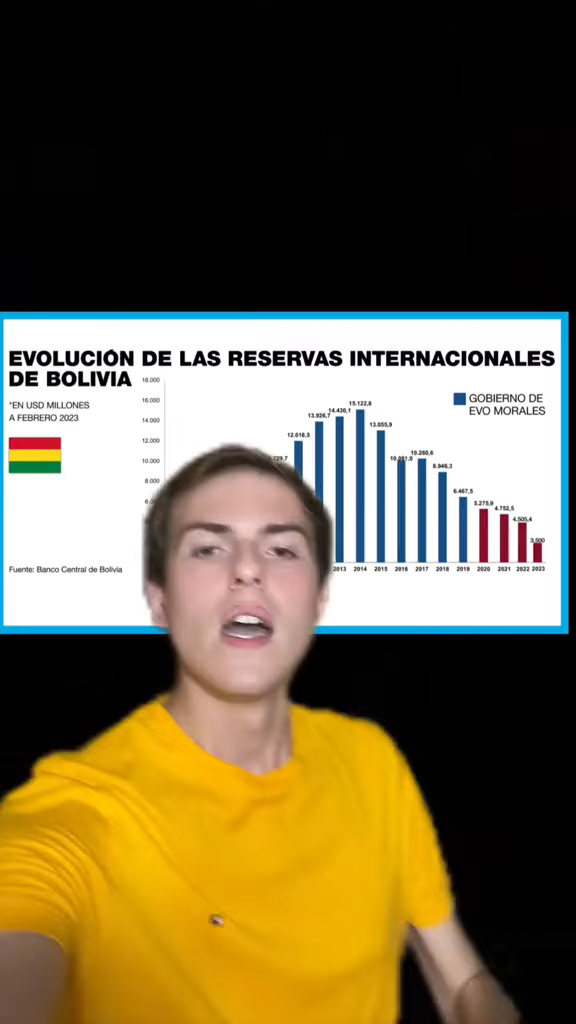 EVOLUCIÓN DE LAS RESERVAS INTERNACIONALES
DE BOLIVIA
*EN USD MILLONES
A FEBRERO 2023
GOBIERNO DE
EVO MORALES
18.000
16.000
14.000
12.000
10.000
8.000
12.018,5
13.926,7
14.430,1
15.122,8
13.055,9
10.081,0
10.260,6
8.946,3
6.467,5
5.275,9
4.752,5
4.505,4
3.500
2013 2014 2015 2016 2017 2018 2019 2020 2021 2022 2023
Fuente: Banco Central de Bolivia